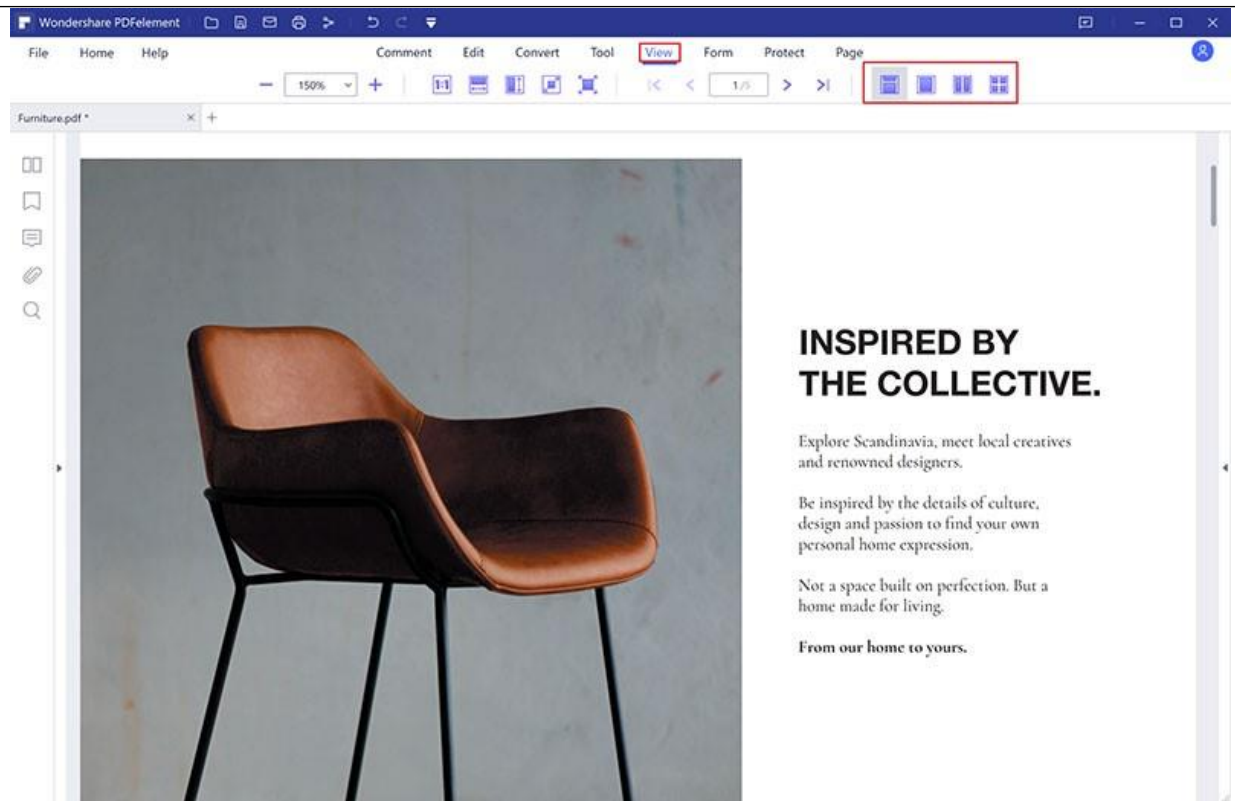 Wondershare PDFelement
File Home Help Comment Edit Convert Tool View Form Protect Page
150% 1:1 1/5
Furniture.pdf * × +
INSPIRED BY
THE COLLECTIVE.
Explore Scandinavia, meet local creatives
and renowned designers.
Be inspired by the details of culture,
design and passion to find your own
personal home expression.
Not a space built on perfection. But a
home made for living.
From our home to yours.